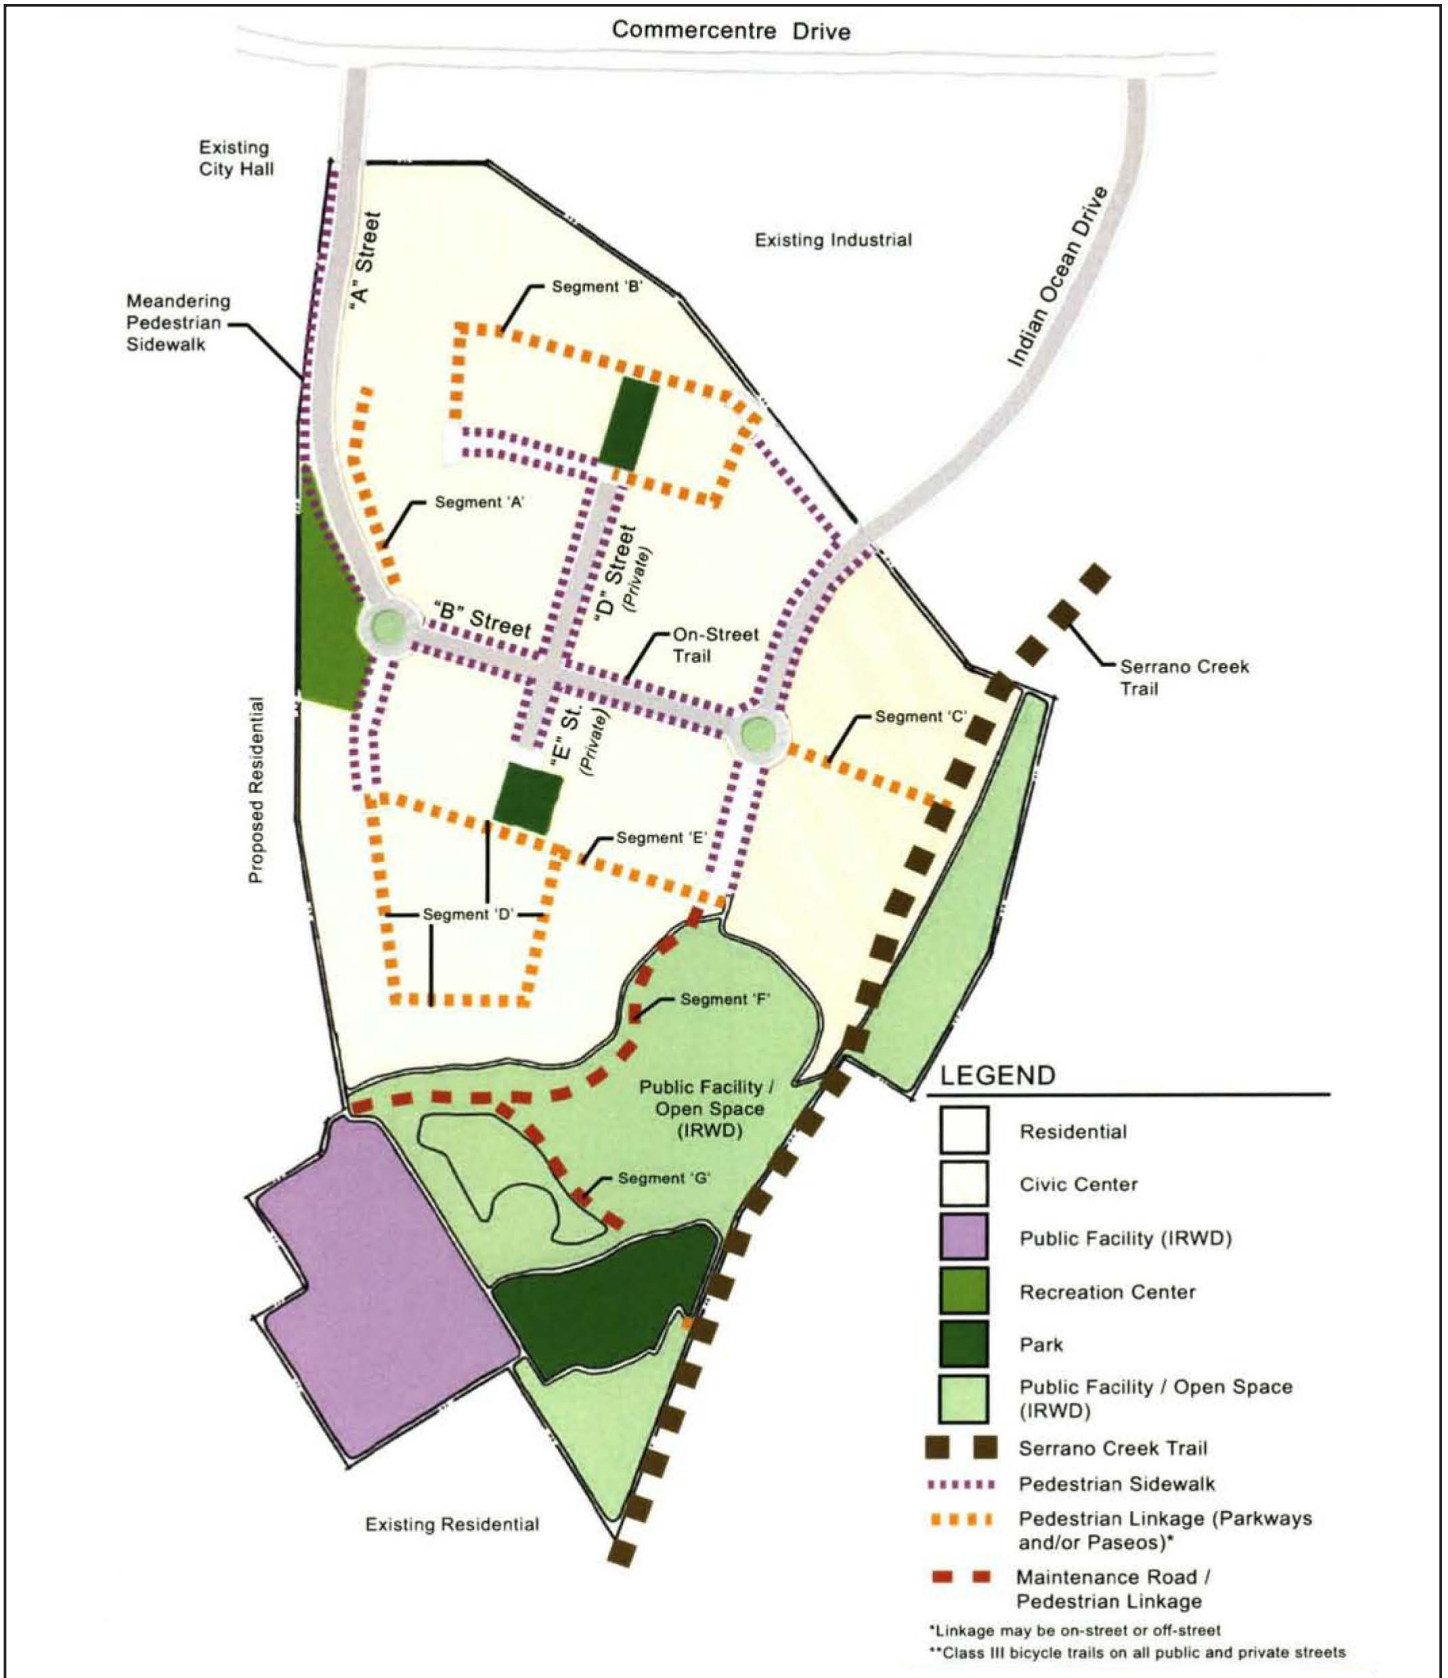 Commercentre Drive
Existing
City Hall
"A" Street
Existing Industrial
Indian Ocean Drive
Meandering
Pedestrian
Sidewalk
Segment 'B'
Segment 'A'
"D" Street
(Private)
"B" Street
On-Street
Trail
Serrano Creek
Trail
Proposed Residential
"E" St.
(Private)
Segment 'C'
Segment 'E'
Segment 'D'
Segment 'F'
Public Facility /
Open Space
(IRWD)
Segment 'G'
Existing Residential
LEGEND
Residential
Civic Center
Public Facility (IRWD)
Recreation Center
Park
Public Facility / Open Space
(IRWD)
Serrano Creek Trail
Pedestrian Sidewalk
Pedestrian Linkage (Parkways
and/or Paseos)*
Maintenance Road /
Pedestrian Linkage
*Linkage may be on-street or off-street
**Class III bicycle trails on all public and private streets